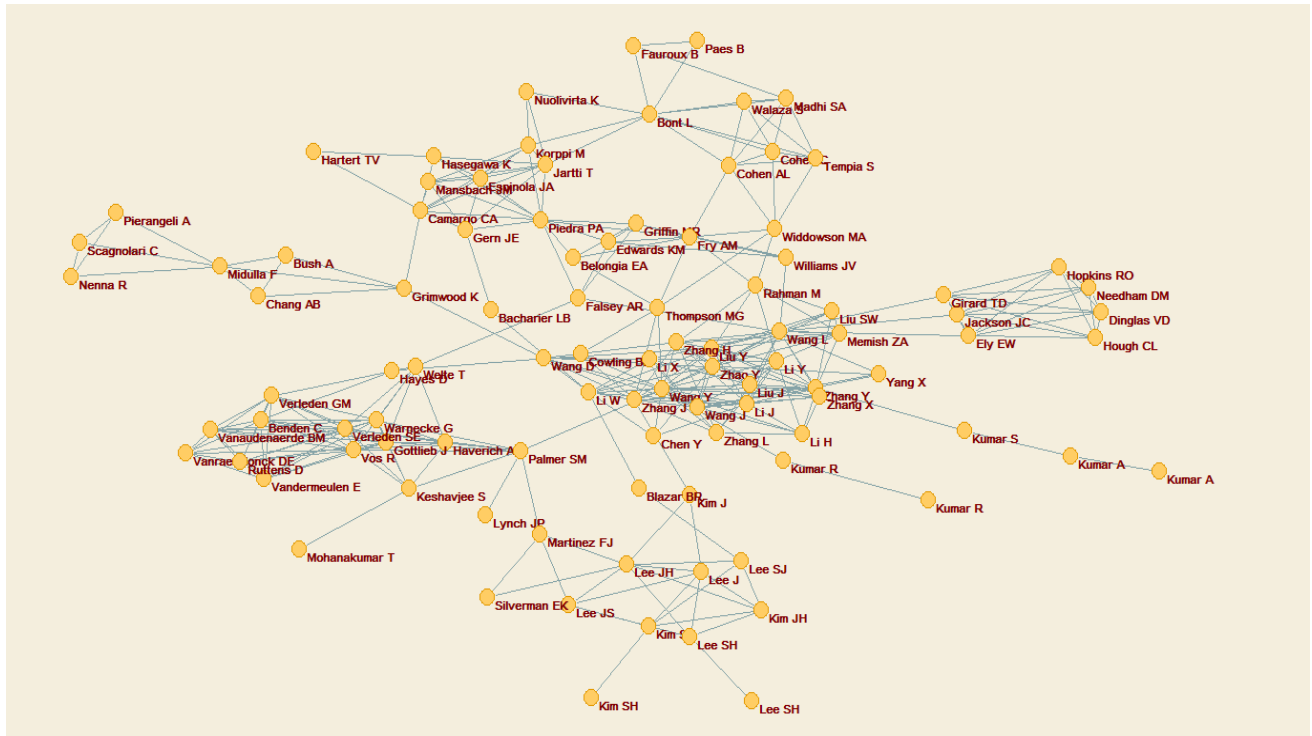 Fauroux B
Paes B
Nuolivirta K
Walaza S
Madhi SA
Bont L
Hartert TV
Hasegawa K
Korppi M
Jartti T
Cohen AL
Tempia S
Mansbach JM
Espinola JA
Pierangeli A
Camargo CA
Gern JE
Piedra PA
Griffin MR
Edwards KM
Fry AM
Widdowson MA
Scagnolari C
Nenna R
Midulla F
Bush A
Chang AB
Belongia EA
Williams JV
Hopkins RO
Grimwood K
Bacharier LB
Falsey AR
Thompson MG
Rahman M
Girard TD
Needham DM
Liu SW
Jackson JC
Dinglas VD
Wang L
Memish ZA
Ely EW
Hough CL
Hayes D
Welte T
Wang D
Cowling B
Zhang H
Li X
Liu Y
Zhao Y
Li Y
Yang X
Verleden GM
Li W
Wang Y
Zhang J
Liu J
Zhang Y
Zhang X
Wang J
Li J
Benden C
Warnecke G
Vanaudenaerde BM
Verleden SE
Vos R
Gottlieb J
Haverich A
Chen Y
Zhang L
Li H
Kumar S
Ruttens D
Palmer SM
Kumar R
Kumar A
Kumar A
Vandermeulen E
Keshavjee S
Blazar BR
Kim J
Kumar R
Lynch JP
Mohanakumar T
Martinez FJ
Lee JH
Lee J
Lee SJ
Silverman EK
Lee JS
Kim JH
Lee SH
Kim SH
Lee SH